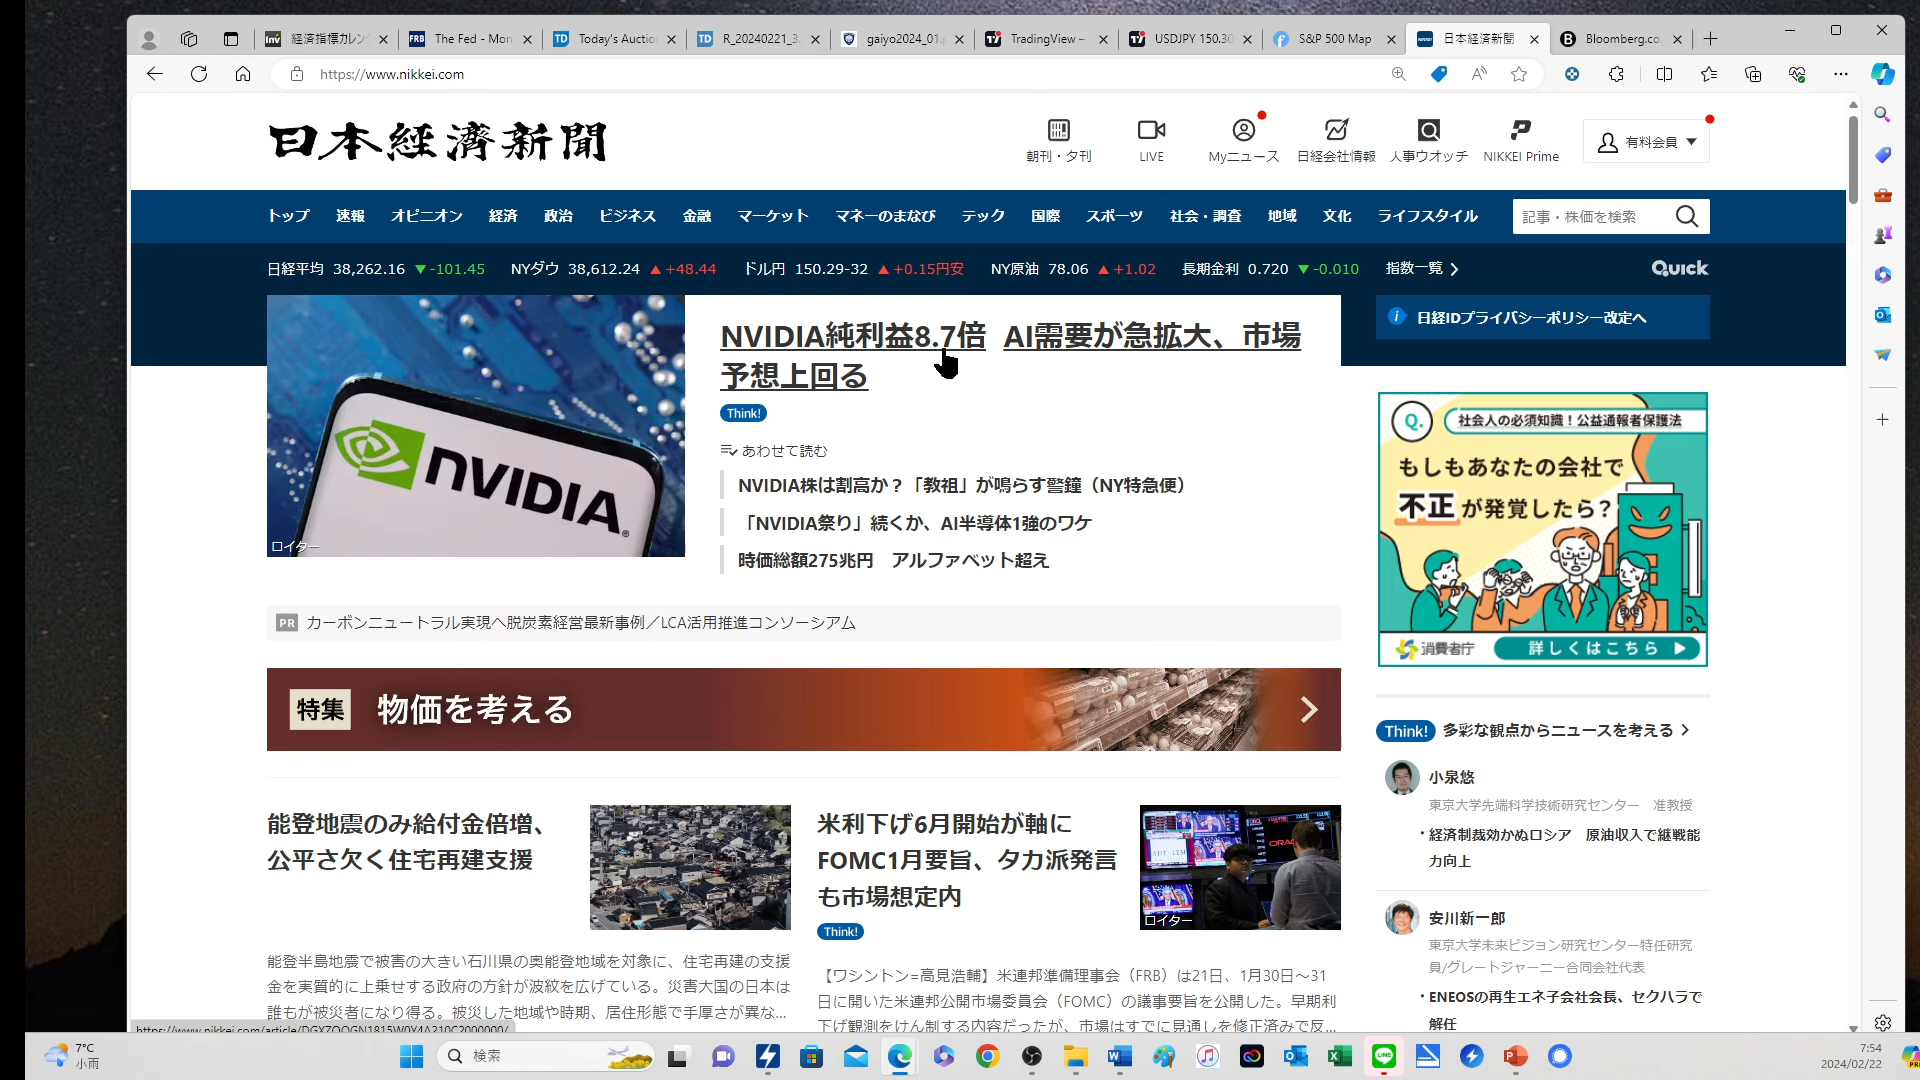 経済指標カレン
The Fed - Mon
Today's Auctio
R_20240221_3.
gaiyo2024_01.
TradingView –
USDJPY 150.30
S&P 500 Map
日本経済新聞
Bloomberg.co
https://www.nikkei.com
日本経済新聞
朝刊・夕刊
LIVE
Myニュース
日経会社情報
人事ウオッチ
NIKKEI Prime
有料会員
トップ 速報 オピニオン 経済 政治 ビジネス 金融 マーケット マネーのまなび テック 国際 スポーツ 社会・調査 地域 文化 ライフスタイル
記事・株価を検索
日経平均 38,262.16 ▼-101.45 NYダウ 38,612.24 ▲+48.44 ドル円 150.29-32 ▲+0.15円安 NY原油 78.06 ▲+1.02 長期金利 0.720 ▼-0.010 指数一覧
QUICK
NVIDIA
ロイター
NVIDIA純利益8.7倍 AI需要が急拡大、市場
予想上回る
Think!
あわせて読む
NVIDIA株は割高か？「教祖」が鳴らす警鐘（NY特急便）
「NVIDIA祭り」続くか、AI半導体1強のワケ
時価総額275兆円 アルファベット超え
日経IDプライバシーポリシー改定へ
Q.
社会人の必須知識！公益通報者保護法
もしもあなたの会社で
不正が発覚したら？
消費者庁
詳しくはこちら ▶
PR カーボンニュートラル実現へ脱炭素経営最新事例／LCA活用推進コンソーシアム
特集 物価を考える
能登地震のみ給付金倍増、
公平さ欠く住宅再建支援
能登半島地震で被害の大きい石川県の奥能登地域を対象に、住宅再建の支援
金を実質的に上乗せする政府の方針が波紋を広げている。災害大国の日本は
誰もが被災者になり得る。被災した地域や時期、居住形態で手厚さが異な…
米利下げ6月開始が軸に
FOMC1月要旨、タカ派発言
も市場想定内
Think!
ロイター
【ワシントン=高見浩輔】米連邦準備理事会（FRB）は21日、1月30日〜31
日に開いた米連邦公開市場委員会（FOMC）の議事要旨を公開した。早期利
下げ観測をけん制する内容だったが、市場はすでに見通しを修正済みで反…
Think! 多彩な観点からニュースを考える
小泉悠
東京大学先端科学技術研究センター 准教授
・経済制裁効かぬロシア 原油収入で継戦能
力向上
安川新一郎
東京大学未来ビジョン研究センター特任研究
員/グレートジャーニー合同会社代表
・ENEOSの再生エネ子会社会長、セクハラで
解任
7°C
小雨
検索
7:54
2024/02/22